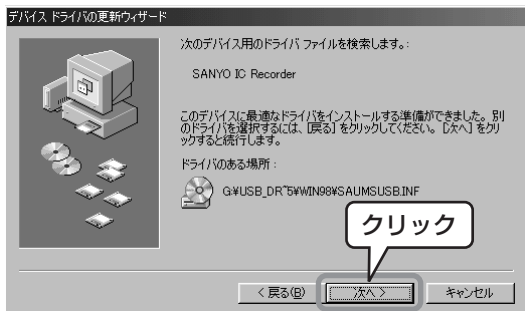 デバイス ドライバの更新ウィザード
次のデバイス用のドライバ ファイルを検索します。:
SANYO IC Recorder
このデバイスに最適なドライバをインストールする準備ができました。別
のドライバを選択するには、[戻る] をクリックしてください。[次へ] をクリ
ックすると続行します。
ドライバのある場所:
G:¥USB_DR~5¥WIN98¥SAUMSUSB.INF
クリック
< 戻る(B)
次へ >
キャンセル